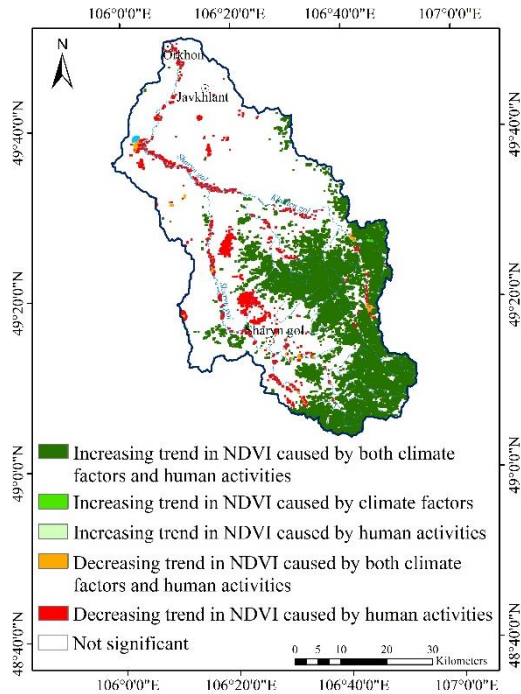 106°0'0"E 106°20'0"E 106°40'0"E 107°0'0"E
N
Orkhon
Javkhlant
49°40'0"N 49°40'0"N
49°20'0"N 49°20'0"N
Sharyn gol
49°0'0"N 49°0'0"N
48°40'0"N 48°40'0"N
Increasing trend in NDVI caused by both climate
factors and human activities
Increasing trend in NDVI caused by climate factors
Increasing trend in NDVI caused by human activities
Decreasing trend in NDVI caused by both climate
factors and human activities
Decreasing trend in NDVI caused by human activities
Not significant
0 5 10 20 30
Kilometers
106°0'0"E 106°20'0"E 106°40'0"E 107°0'0"E